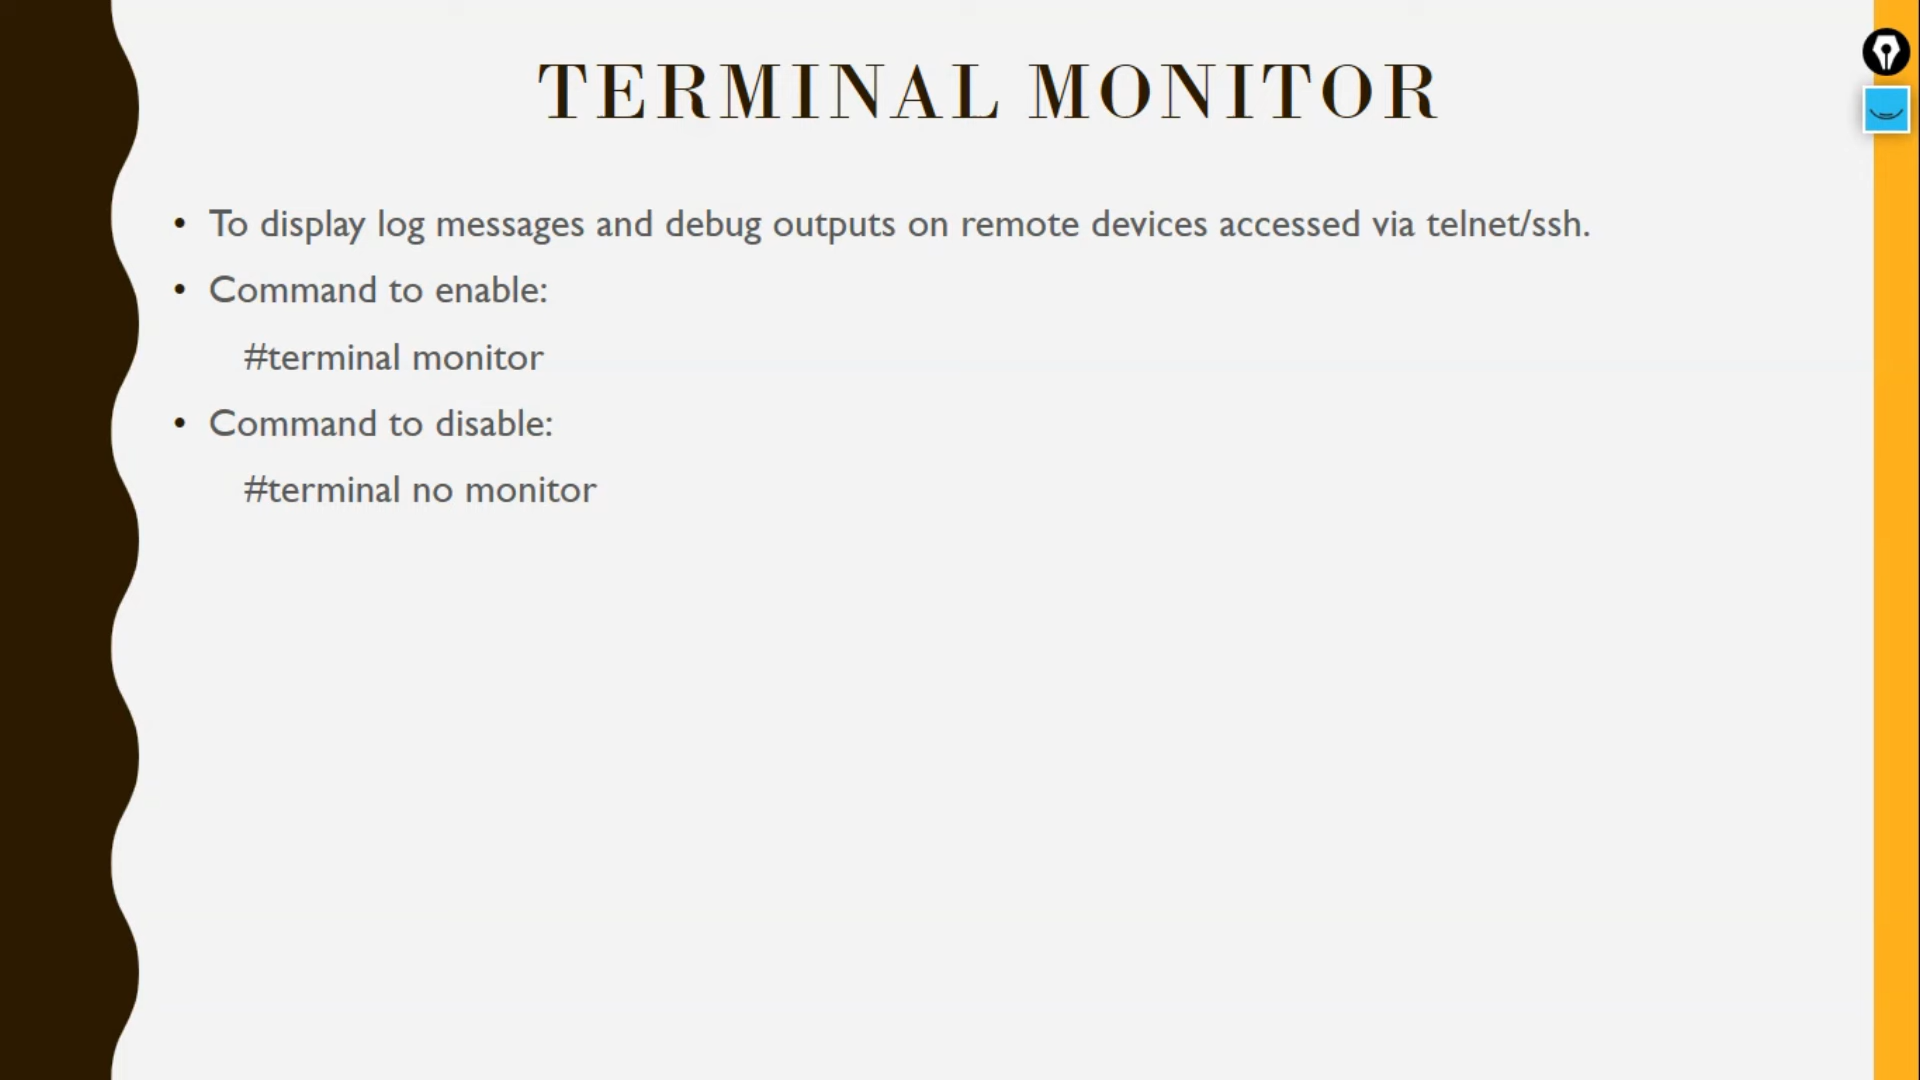 TERMINAL MONITOR
• To display log messages and debug outputs on remote devices accessed via telnet/ssh.
• Command to enable:
#terminal monitor
• Command to disable:
#terminal no monitor